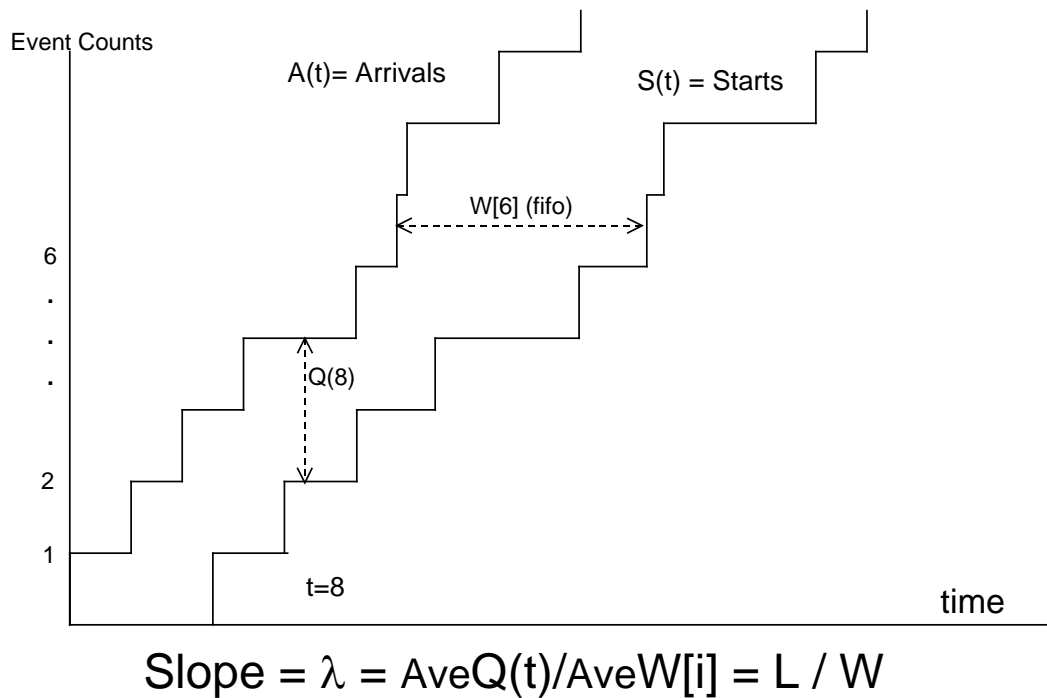 Event Counts
A(t)= Arrivals
S(t) = Starts
W[6] (fifo)
6
.
.
.
Q(8)
2
1
t=8
time
Slope = λ = AveQ(t)/AveW[i] = L / W